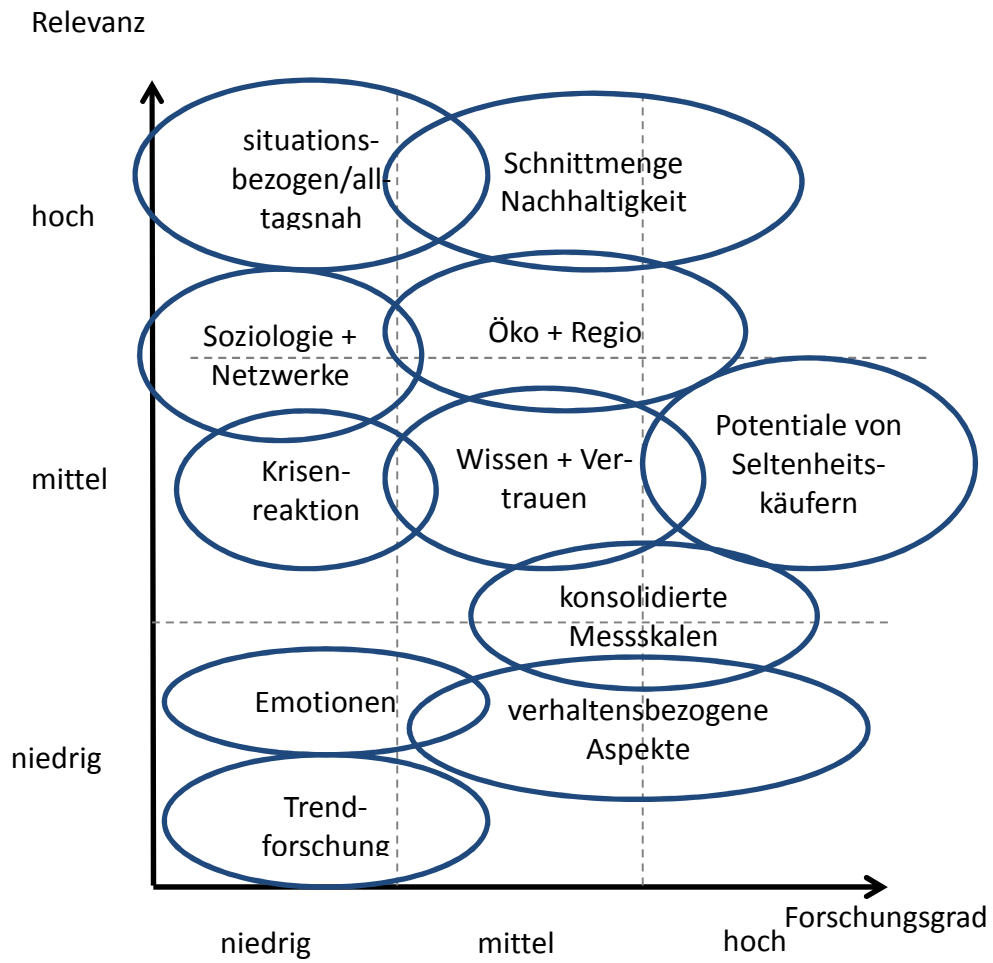 Relevanz
situations-
bezogen/all-
tagsnah
Schnittmenge
Nachhaltigkeit
hoch
Soziologie +
Netzwerke
Öko + Regio
Potentiale von
Seltenheits-
käufern
mittel
Krisen-
reaktion
Wissen + Ver-
trauen
konsolidierte
Messskalen
Emotionen
verhaltensbezogene
Aspekte
niedrig
Trend-
forschung
Forschungsgrad
niedrig
mittel
hoch